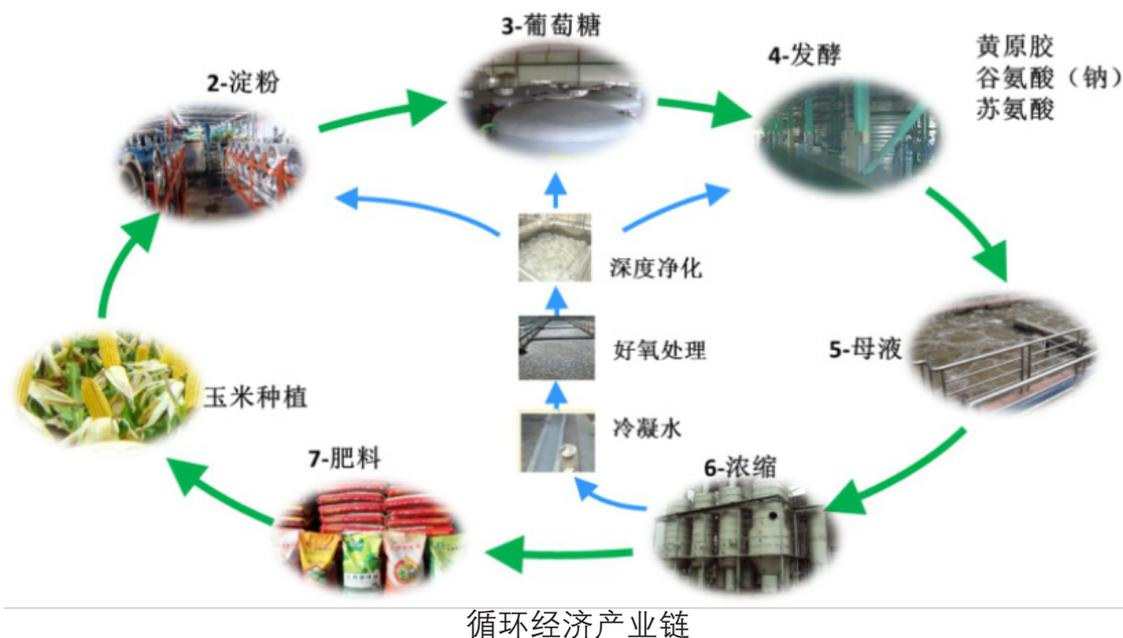 3-葡萄糖
4-发酵
黄原胶
谷氨酸（钠）
苏氨酸
2-淀粉
深度净化
好氧处理
5-母液
玉米种植
冷凝水
7-肥料
6-浓缩
循环经济产业链